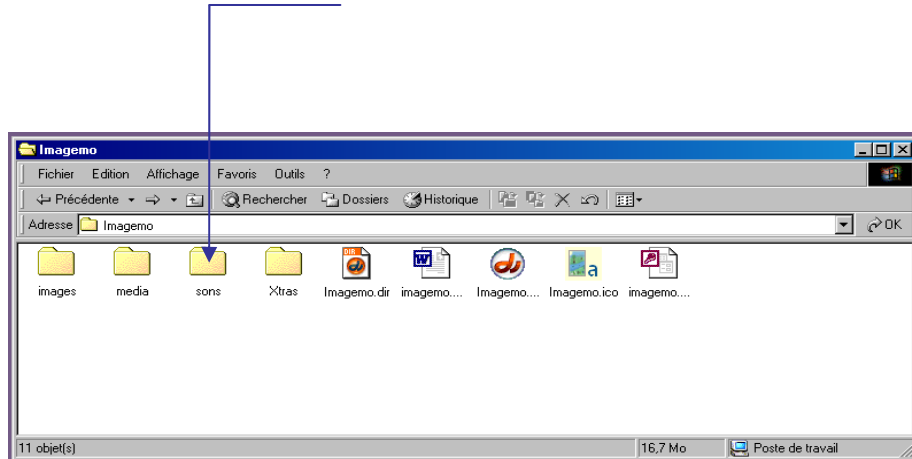 Imagemo
Fichier Edition Affichage Favoris Outils ?
Précédente Rechercher Dossiers Historique
Adresse Imagemo OK
images media sons Xtras Imagemo.dir imagemo.... Imagemo.... Imagemo.ico imagemo....
11 objet(s) 16,7 Mo Poste de travail